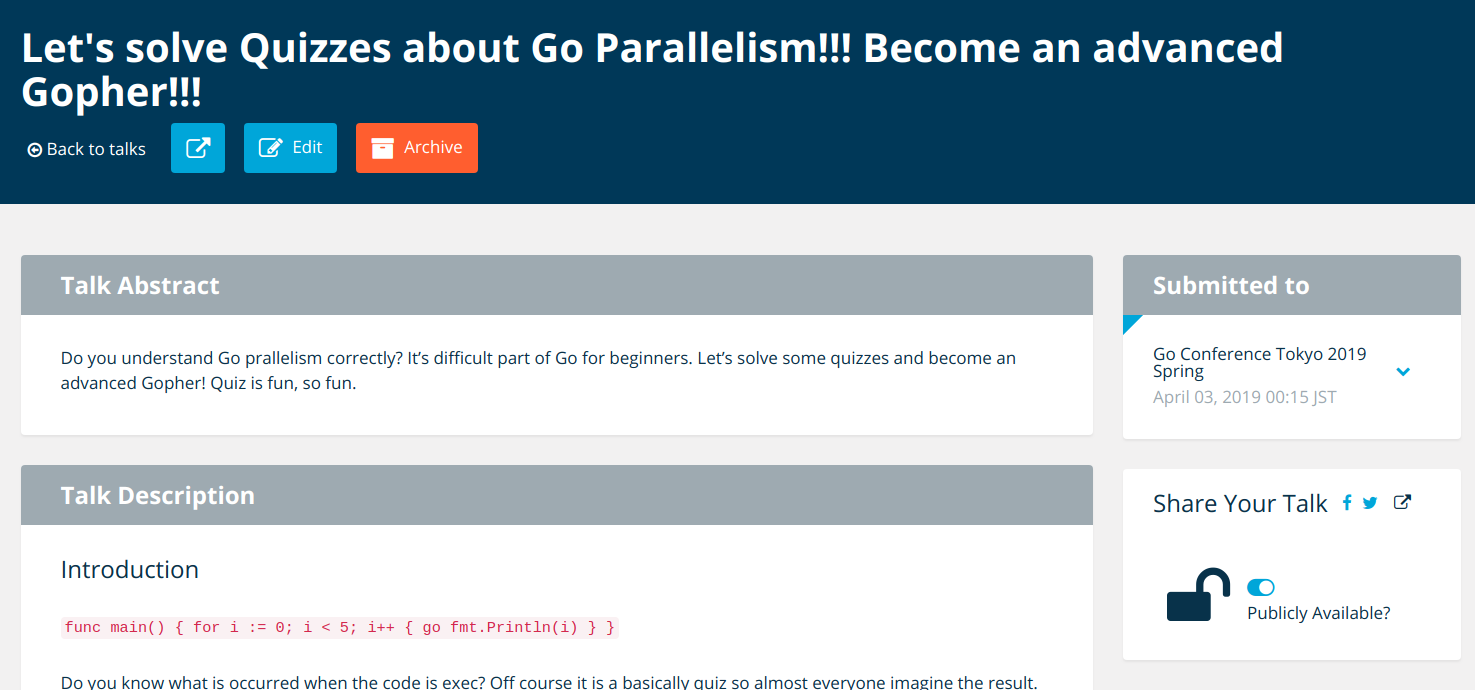 Let's solve Quizzes about Go Parallelism!!! Become an advanced
Gopher!!!
Back to talks
Edit
Archive
Talk Abstract
Do you understand Go prallelism correctly? It’s difficult part of Go for beginners. Let’s solve some quizzes and become an
advanced Gopher! Quiz is fun, so fun.
Talk Description
Introduction
func main() { for i := 0; i < 5; i++ { go fmt.Println(i) } }
Do you know what is occurred when the code is exec? Off course it is a basically quiz so almost everyone imagine the result.
Submitted to
Go Conference Tokyo 2019
Spring
April 03, 2019 00:15 JST
Share Your Talk
Publicly Available?